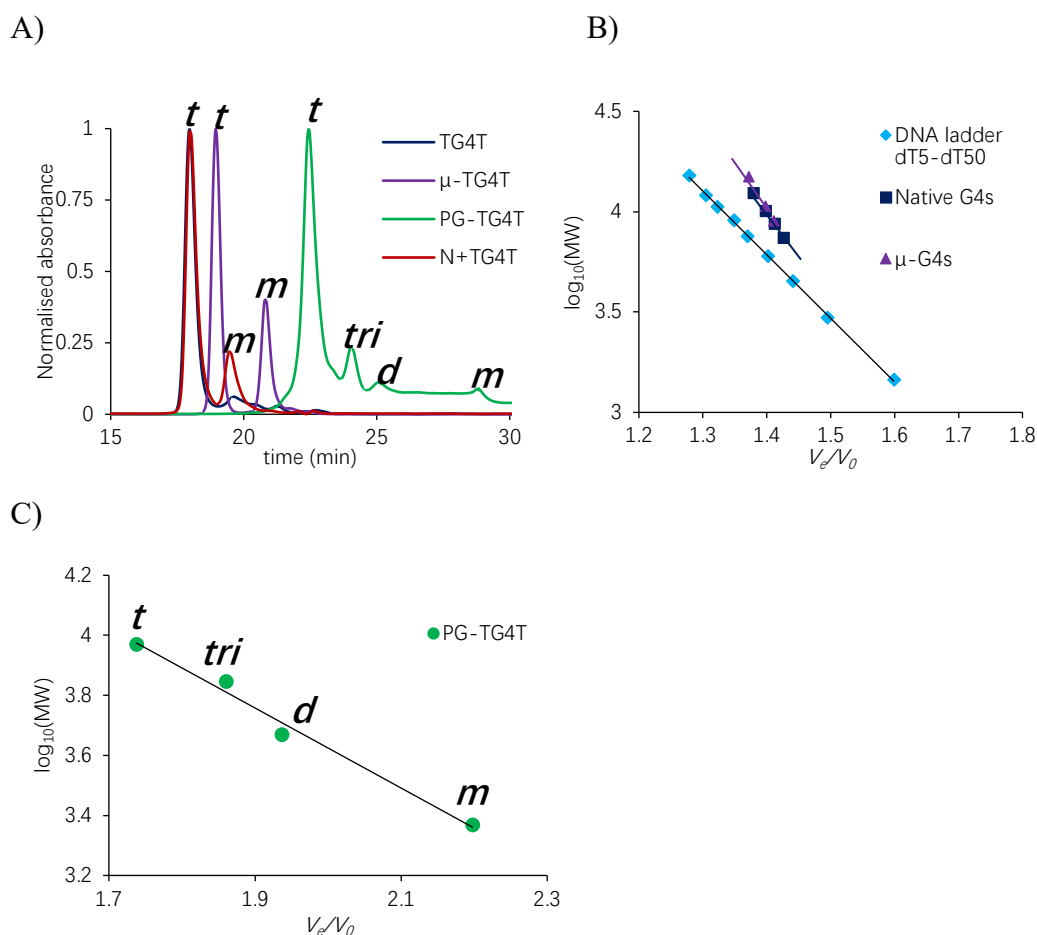 A)
Normalised absorbance
1
0.75
0.5
0.25
0
15
20
25
30
time (min)
t
t
t
m
m
tri
d
m
TG4T
μ-TG4T
PG-TG4T
N+TG4T
B)
log10(MW)
4.5
4
3.5
3
1.2
1.3
1.4
1.5
1.6
1.7
1.8
Ve/V0
DNA ladder
dT5-dT50
Native G4s
μ-G4s
C)
log10(MW)
4.2
4
3.8
3.6
3.4
3.2
1.7
1.9
2.1
2.3
Ve/V0
t
tri
d
m
PG-TG4T